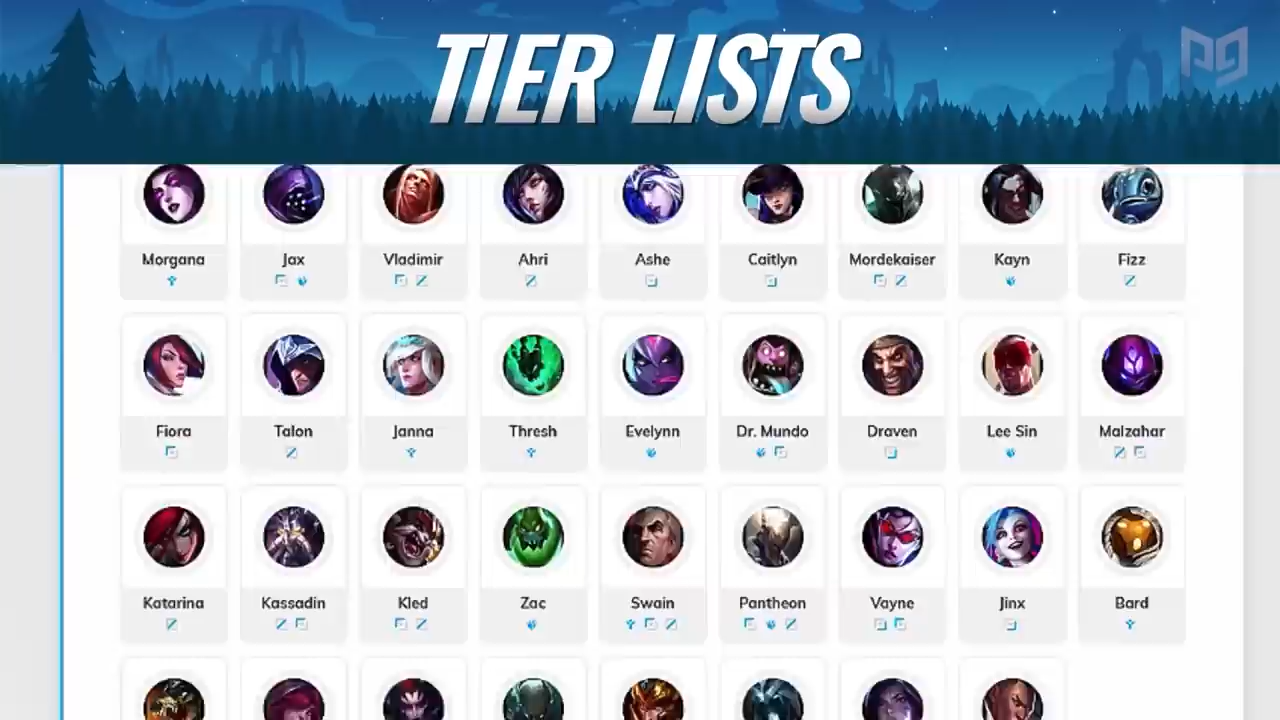 TIER LISTS
pg
Morgana Jax Vladimir Ahri Ashe Caitlyn Mordekaiser Kayn Fizz
Fiora Talon Janna Thresh Evelynn Dr. Mundo Draven Lee Sin Malzahar
Katarina Kassadin Kled Zac Swain Pantheon Vayne Jinx Bard